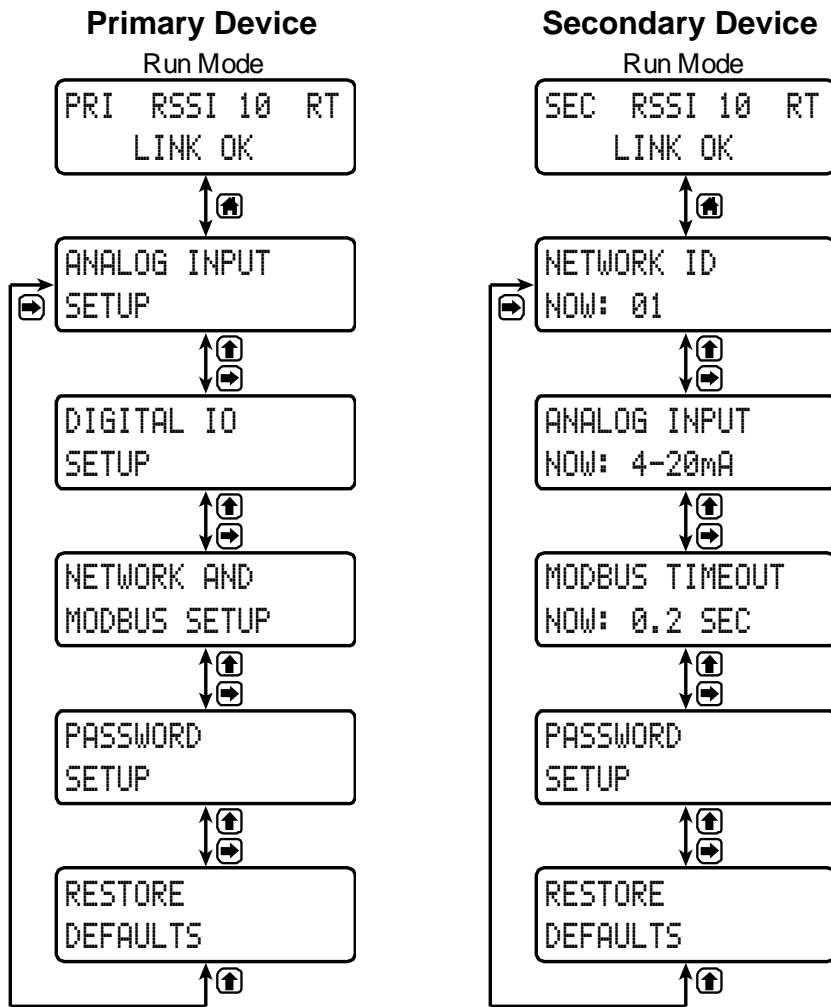 Primary Device
Run Mode
PRI RSSI 10 RT
LINK OK
ANALOG INPUT
SETUP
DIGITAL IO
SETUP
NETWORK AND
MODBUS SETUP
PASSWORD
SETUP
RESTORE
DEFAULTS
Secondary Device
Run Mode
SEC RSSI 10 RT
LINK OK
NETWORK ID
NOW: 01
ANALOG INPUT
NOW: 4-20mA
MODBUS TIMEOUT
NOW: 0.2 SEC
PASSWORD
SETUP
RESTORE
DEFAULTS